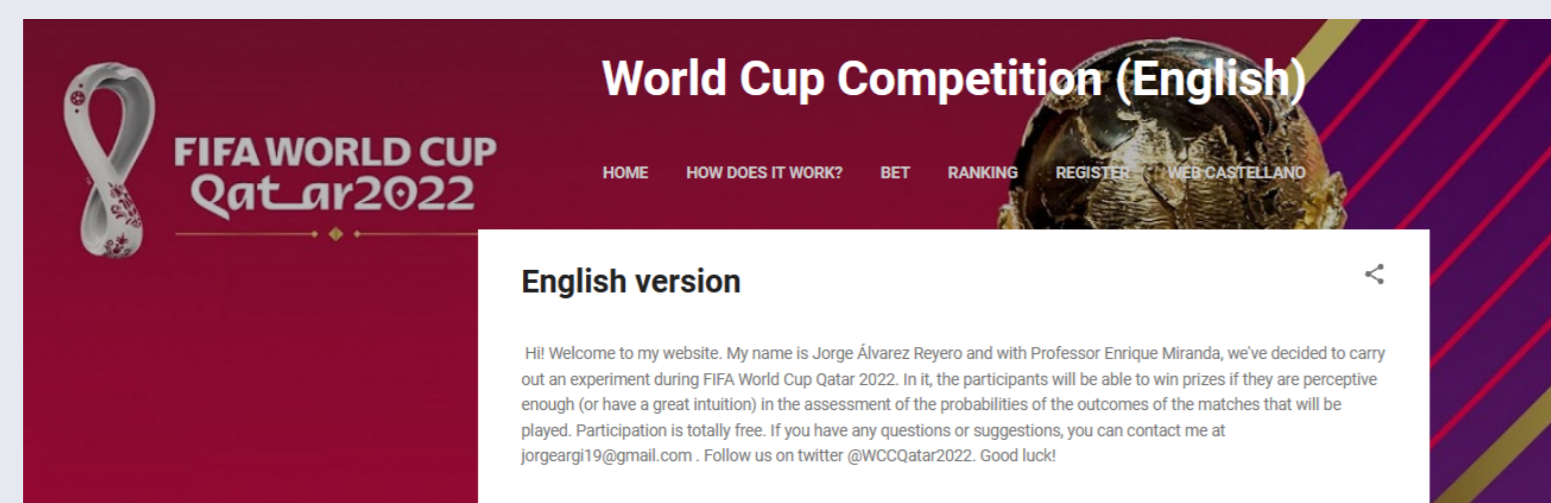 World Cup Competition (English)
FIFA WORLD CUP
Qatar2022
HOME HOW DOES IT WORK? BET RANKING REGISTER WEB CASTELLANO
English version
Hi! Welcome to my website. My name is Jorge Álvarez Reyero and with Professor Enrique Miranda, we've decided to carry
out an experiment during FIFA World Cup Qatar 2022. In it, the participants will be able to win prizes if they are perceptive
enough (or have a great intuition) in the assessment of the probabilities of the outcomes of the matches that will be
played. Participation is totally free. If you have any questions or suggestions, you can contact me at
jorgeargi19@gmail.com . Follow us on twitter @WCCQatar2022. Good luck!